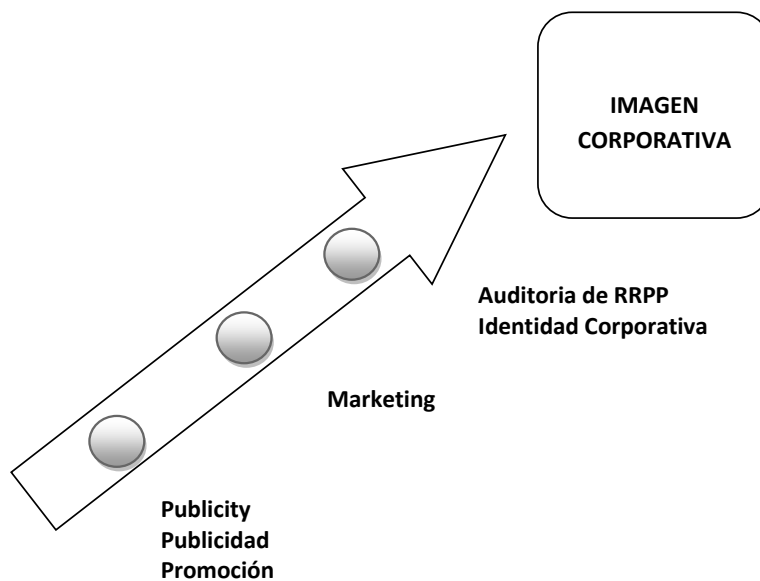 IMAGEN
CORPORATIVA
Auditoria de RRPP
Identidad Corporativa
Marketing
Publicity
Publicidad
Promoción